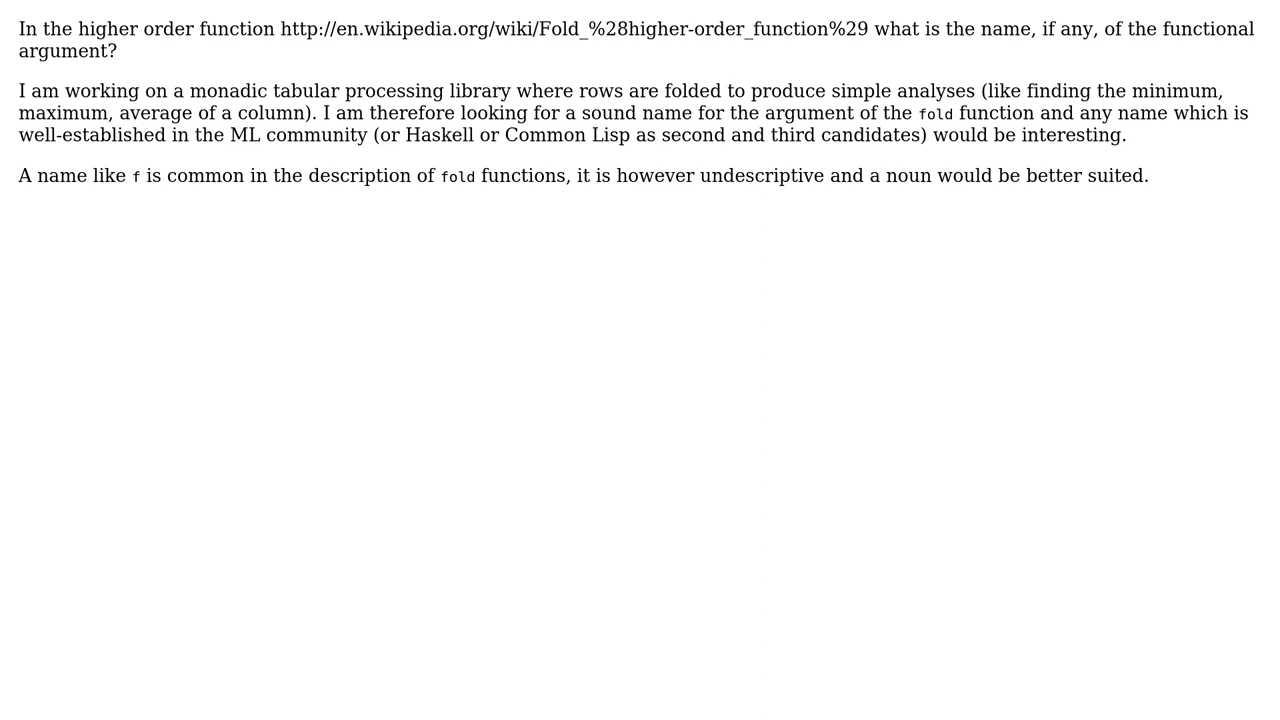 In the higher order function http://en.wikipedia.org/wiki/Fold_%28higher-order_function%29 what is the name, if any, of the functional
argument?
I am working on a monadic tabular processing library where rows are folded to produce simple analyses (like finding the minimum,
maximum, average of a column). I am therefore looking for a sound name for the argument of the fold function and any name which is
well-established in the ML community (or Haskell or Common Lisp as second and third candidates) would be interesting.
A name like f is common in the description of fold functions, it is however undescriptive and a noun would be better suited.